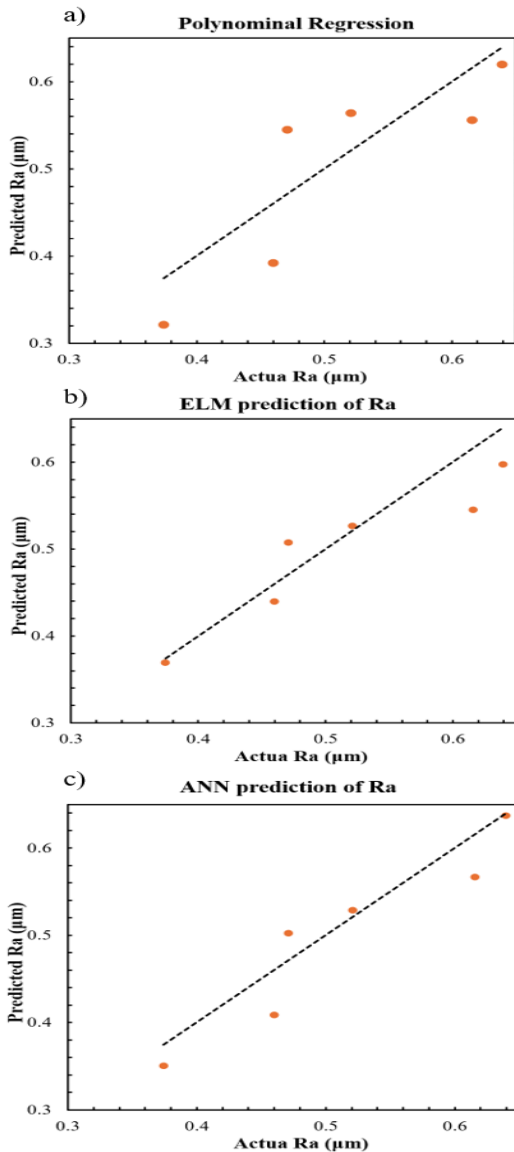 a)
Polynominal Regression
Predicted Ra (µm)
0.6
0.5
0.4
0.3
0.3 0.4 0.5 0.6
Actua Ra (µm)
b)
ELM prediction of Ra
Predicted Ra (µm)
0.6
0.5
0.4
0.3
0.3 0.4 0.5 0.6
Actua Ra (µm)
c)
ANN prediction of Ra
Predicted Ra (µm)
0.6
0.5
0.4
0.3
0.3 0.4 0.5 0.6
Actua Ra (µm)